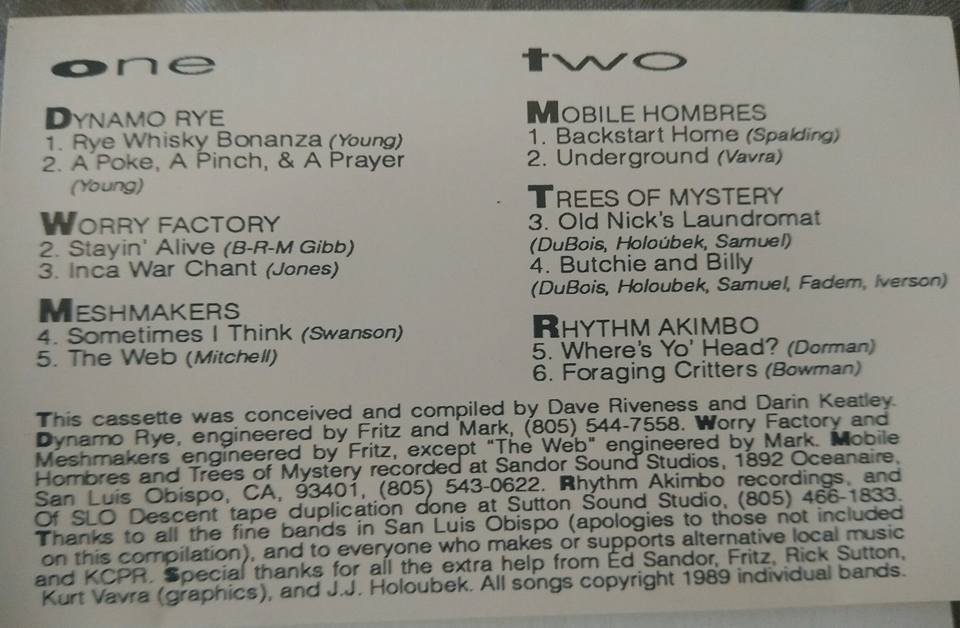 one
DYNAMO RYE
1. Rye Whisky Bonanza (Young)
2. A Poke, A Pinch, & A Prayer
(Young)
WORRY FACTORY
2. Stayin' Alive (B-R-M Gibb)
3. Inca War Chant (Jones)
MESHMAKERS
4. Sometimes I Think (Swanson)
5. The Web (Mitchell)
two
MOBILE HOMBRES
1. Backstart Home (Spalding)
2. Underground (Vavra)
TREES OF MYSTERY
3. Old Nick's Laundromat
(DuBois, Holoubek, Samuel)
4. Butchie and Billy
(DuBois, Holoubek, Samuel, Fadem, Iverson)
RHYTHM AKIMBO
5. Where's Yo' Head? (Dorman)
6. Foraging Critters (Bowman)
This cassette was conceived and compiled by Dave Riveness and Darin Keatley.
Dynamo Rye, engineered by Fritz and Mark, (805) 544-7558. Worry Factory and
Meshmakers engineered by Fritz, except "The Web" engineered by Mark. Mobile
Hombres and Trees of Mystery recorded at Sandor Sound Studios, 1892 Oceanaire,
San Luis Obispo, CA, 93401, (805) 543-0622. Rhythm Akimbo recordings, and
Of SLO Descent tape duplication done at Sutton Sound Studio, (805) 466-1833.
Thanks to all the fine bands in San Luis Obispo (apologies to those not included
on this compilation), and to everyone who makes or supports alternative local music
and KCPR. Special thanks for all the extra help from Ed Sandor, Fritz, Rick Sutton,
Kurt Vavra (graphics), and J.J. Holoubek. All songs copyright 1989 individual bands.